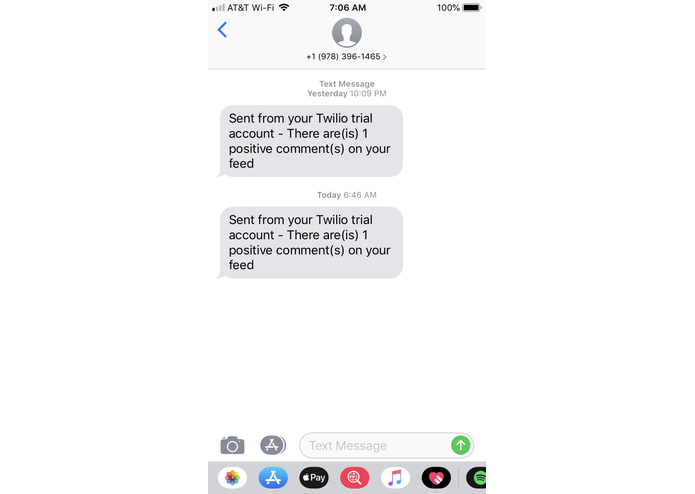 AT&T Wi-Fi 7:06 AM 100%
+1 (978) 396-1465 >
Text Message
Yesterday 10:09 PM
Sent from your Twilio trial
account - There are(is) 1
positive comment(s) on your
feed
Today 6:46 AM
Sent from your Twilio trial
account - There are(is) 1
positive comment(s) on your
feed
Text Message
Pay